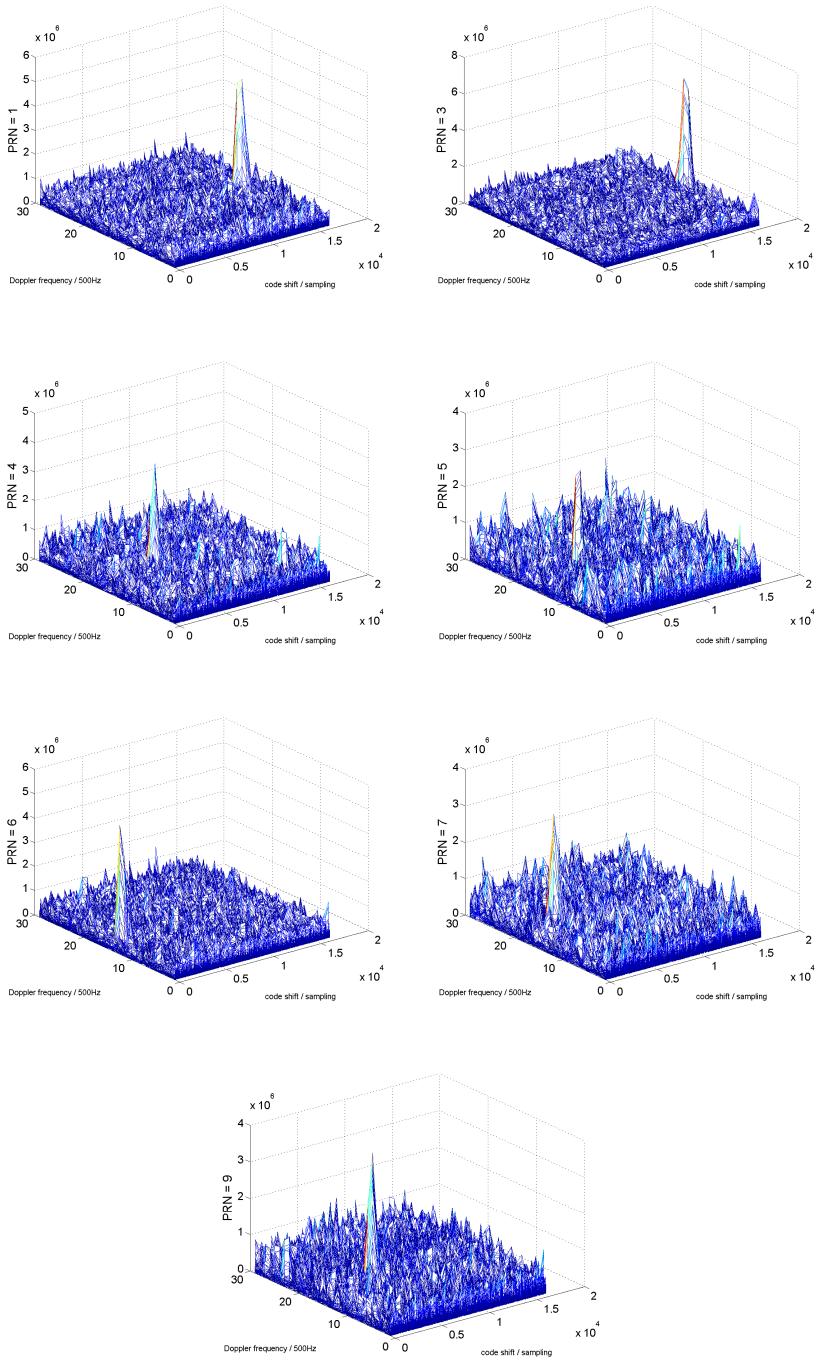 x 10^6
6
5
4
3
2
1
0
PRN = 1
30
20
10
0
Doppler frequency / 500Hz
0
0.5
1
1.5
2
x 10^4
code shift / sampling
x 10^6
8
6
4
2
0
PRN = 3
30
20
10
0
Doppler frequency / 500Hz
0
0.5
1
1.5
2
x 10^4
code shift / sampling
x 10^6
5
4
3
2
1
0
PRN = 4
30
20
10
0
Doppler frequency / 500Hz
0
0.5
1
1.5
2
x 10^4
code shift / sampling
x 10^6
4
3
2
1
0
PRN = 5
30
20
10
0
Doppler frequency / 500Hz
0
0.5
1
1.5
2
x 10^4
code shift / sampling
x 10^6
6
5
4
3
2
1
0
PRN = 6
30
20
10
0
Doppler frequency / 500Hz
0
0.5
1
1.5
2
x 10^4
code shift / sampling
x 10^6
4
3
2
1
0
PRN = 7
30
20
10
0
Doppler frequency / 500Hz
0
0.5
1
1.5
2
x 10^4
code shift / sampling
x 10^6
4
3
2
1
0
PRN = 9
30
20
10
0
Doppler frequency / 500Hz
0
0.5
1
1.5
2
x 10^4
code shift / sampling